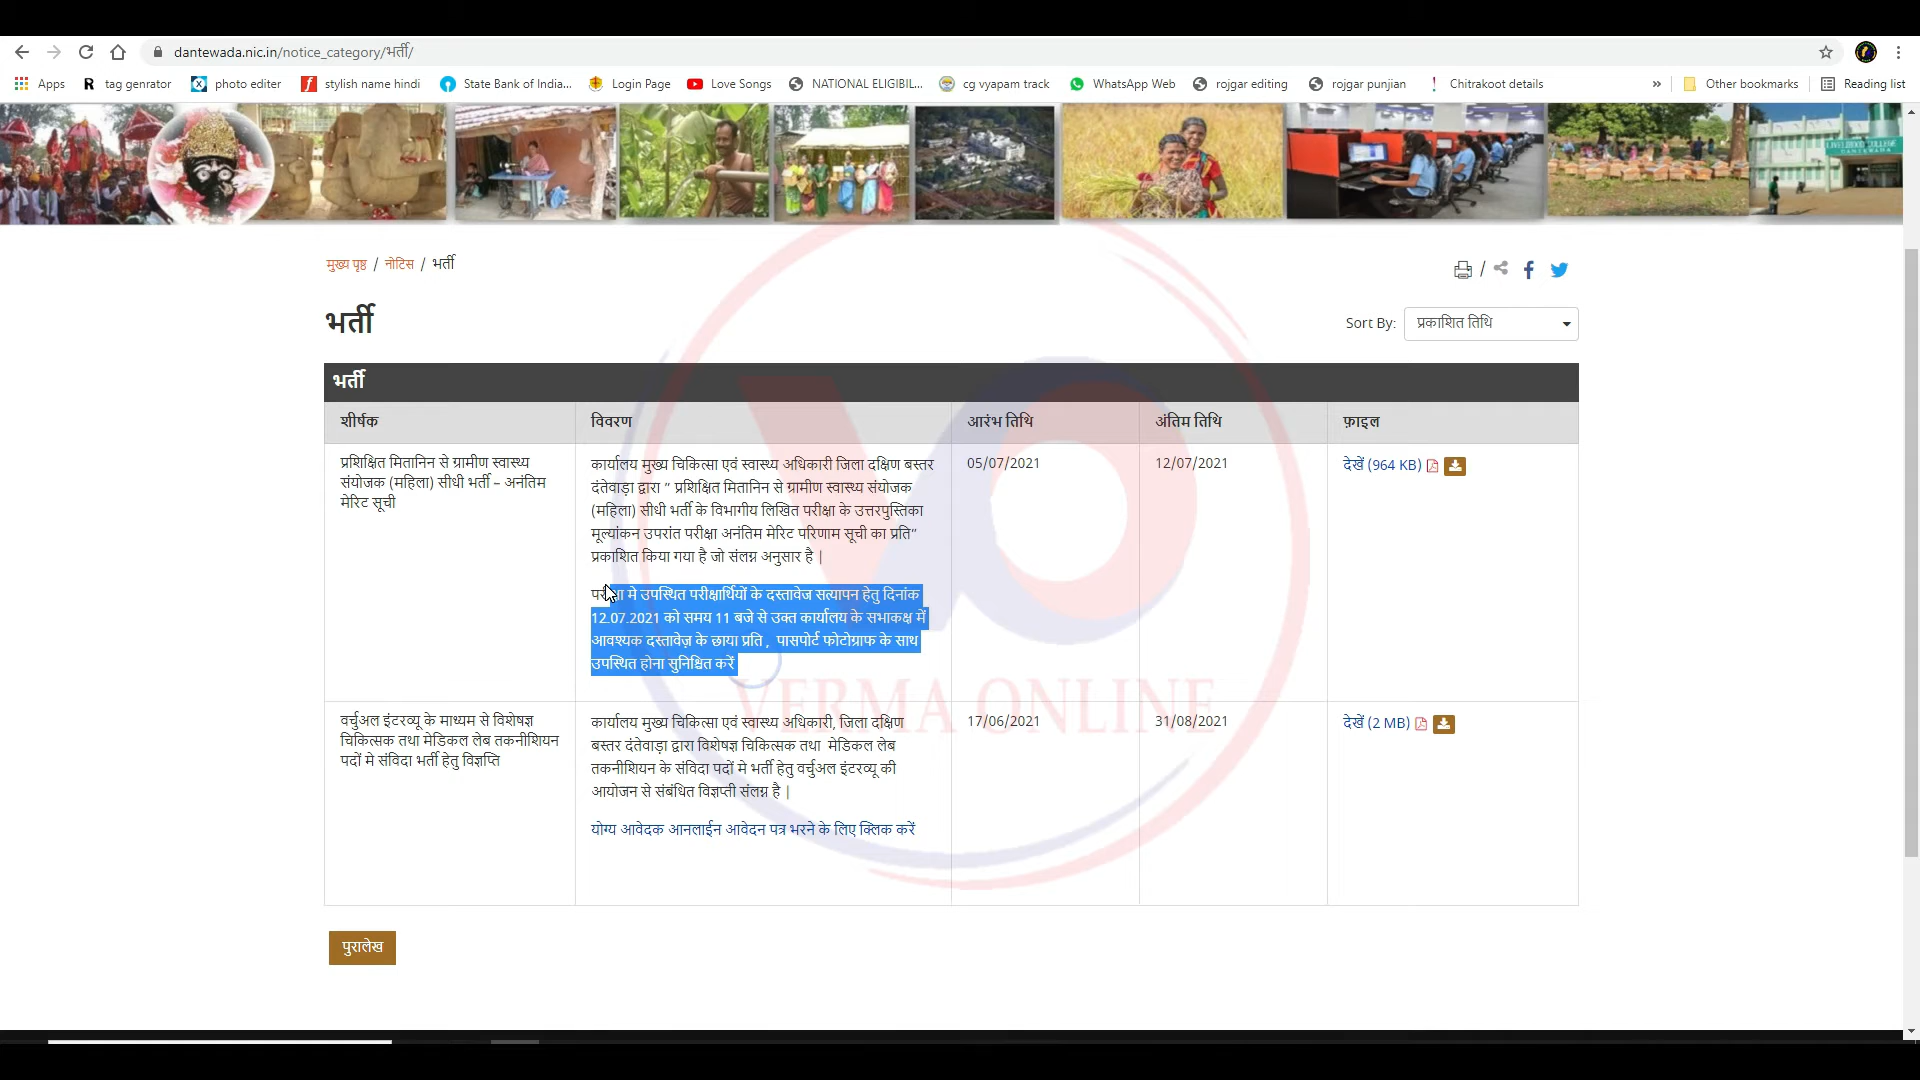 dantewada.nic.in/notice_category/भर्ती/
Apps
tag genrator
photo editer
stylish name hindi
State Bank of India...
Login Page
Love Songs
NATIONAL ELIGIBIL...
cg vyapam track
WhatsApp Web
rojgar editing
rojgar punjian
Chitrakoot details
»
Other bookmarks
Reading list
LIVELIHOOD COLLEGE
DANTEWADA
मुख्य पृष्ठ / नोटिस / भर्ती
भर्ती
Sort By: प्रकाशित तिथि
भर्ती
शीर्षक विवरण आरंभ तिथि अंतिम तिथि फ़ाइल
प्रशिक्षित मितानिन से ग्रामीण स्वास्थ्य
संयोजक (महिला) सीधी भर्ती – अनंतिम
मेरिट सूची
कार्यालय मुख्य चिकित्सा एवं स्वास्थ्य अधिकारी जिला दक्षिण बस्तर
दंतेवाड़ा द्वारा “ प्रशिक्षित मितानिन से ग्रामीण स्वास्थ्य संयोजक
(महिला) सीधी भर्ती के विभागीय लिखित परीक्षा के उत्तरपुस्तिका
मूल्यांकन उपरांत परीक्षा अनंतिम मेरिट परिणाम सूची का प्रति“
प्रकाशित किया गया है जो संलग्न अनुसार है |
परीक्षा मे उपस्थित परीक्षार्थियों के दस्तावेज सत्यापन हेतु दिनांक
12.07.2021 को समय 11 बजे से उक्त कार्यालय के सभाकक्ष में
आवश्यक दस्तावेज़ के छाया प्रति , पासपोर्ट फोटोग्राफ के साथ
उपस्थित होना सुनिश्चित करें
05/07/2021
12/07/2021
देखें (964 KB)
वर्चुअल इंटरव्यू के माध्यम से विशेषज्ञ
चिकित्सक तथा मेडिकल लेब तकनीशियन
पदों मे संविदा भर्ती हेतु विज्ञप्ति
कार्यालय मुख्य चिकित्सा एवं स्वास्थ्य अधिकारी, जिला दक्षिण
बस्तर दंतेवाड़ा द्वारा विशेषज्ञ चिकित्सक तथा मेडिकल लेब
तकनीशियन के संविदा पदों मे भर्ती हेतु वर्चुअल इंटरव्यू की
आयोजन से संबंधित विज्ञप्ती संलग्न है |
योग्य आवेदक आनलाईन आवेदन पत्र भरने के लिए क्लिक करें
17/06/2021
31/08/2021
देखें (2 MB)
VERMA ONLINE
पुरालेख